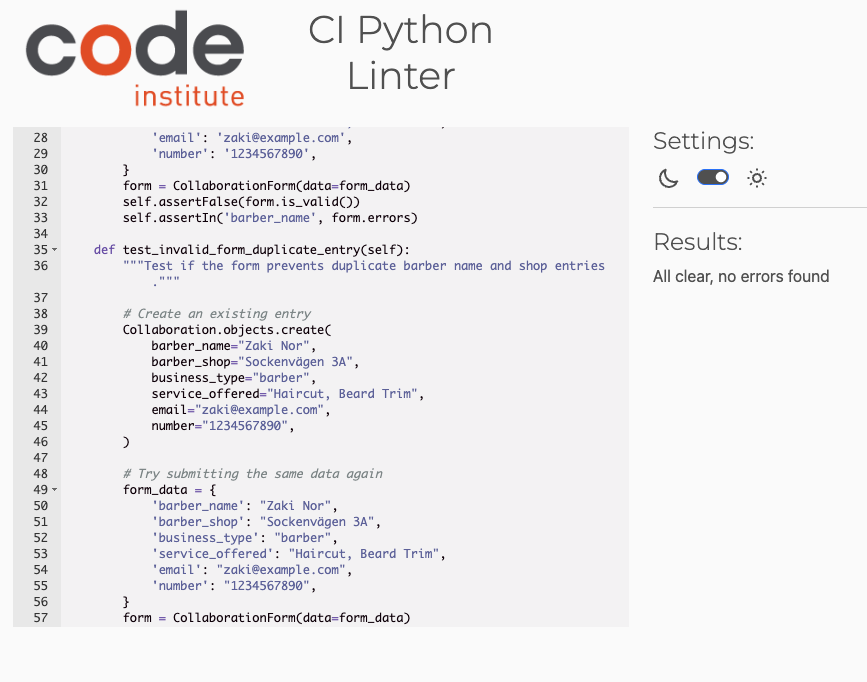 code
institute
CI Python
Linter
28 'email': 'zaki@example.com',
29 'number': '1234567890',
30 }
31 form = CollaborationForm(data=form_data)
32 self.assertFalse(form.is_valid())
33 self.assertIn('barber_name', form.errors)
34
35 def test_invalid_form_duplicate_entry(self):
36 """Test if the form prevents duplicate barber name and shop entries
."""
37
38 # Create an existing entry
39 Collaboration.objects.create(
40 barber_name="Zaki Nor",
41 barber_shop="Sockenvägen 3A",
42 business_type="barber",
43 service_offered="Haircut, Beard Trim",
44 email="zaki@example.com",
45 number="1234567890",
46 )
47
48 # Try submitting the same data again
49 form_data = {
50 'barber_name': "Zaki Nor",
51 'barber_shop': "Sockenvägen 3A",
52 'business_type': "barber",
53 'service_offered': "Haircut, Beard Trim",
54 'email': "zaki@example.com",
55 'number': "1234567890",
56 }
57 form = CollaborationForm(data=form_data)
Settings:
Results:
All clear, no errors found